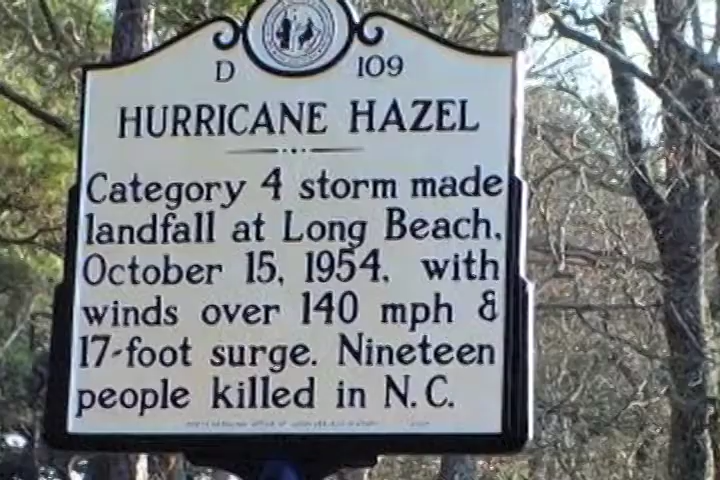 D 109
HURRICANE HAZEL
Category 4 storm made
landfall at Long Beach,
October 15, 1954, with
winds over 140 mph &
17-foot surge. Nineteen
people killed in N.C.